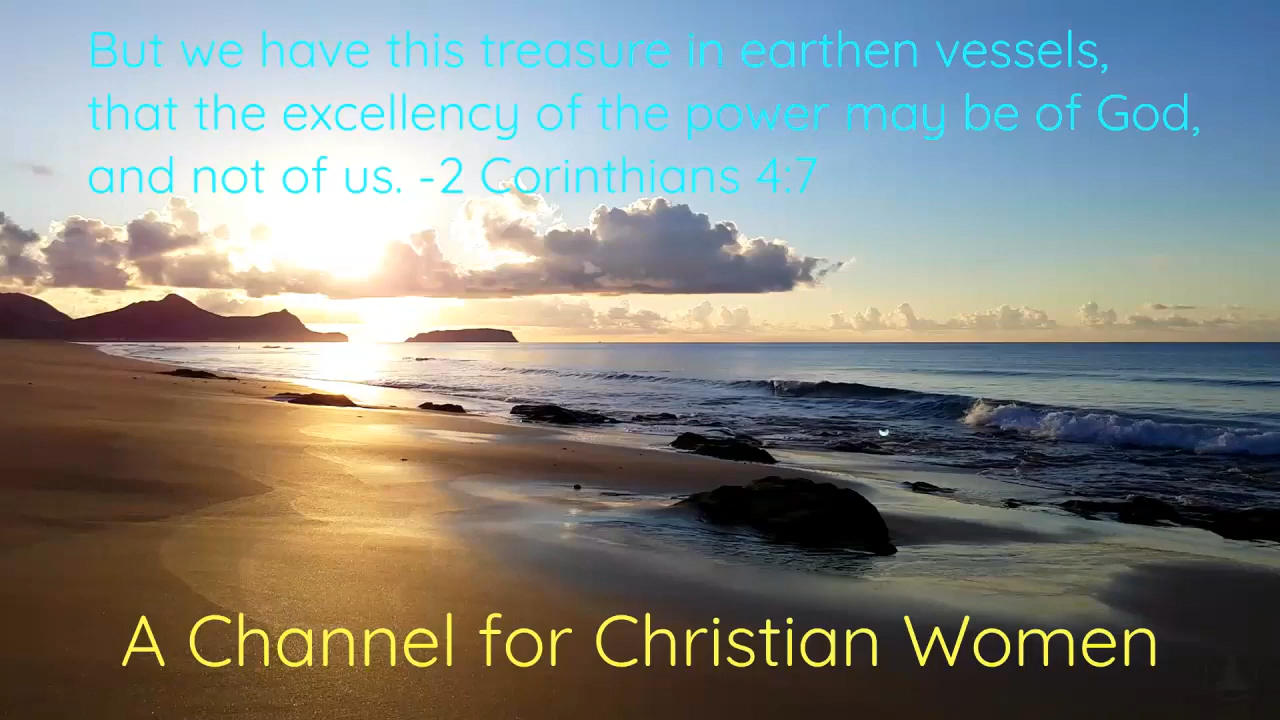 But we have this treasure in earthen vessels,
that the excellency of the power may be of God,
and not of us. -2 Corinthians 4:7
A Channel for Christian Women